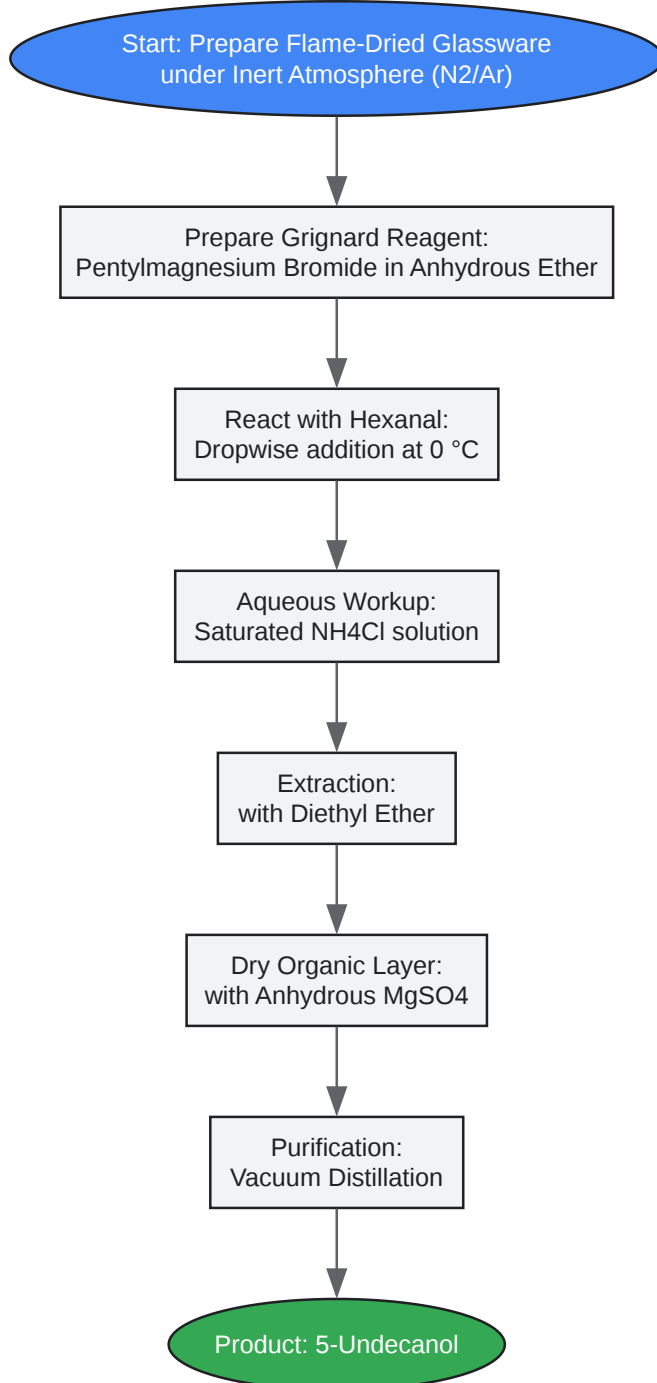 Start: Prepare Flame-Dried Glassware
under Inert Atmosphere (N2/Ar)
Prepare Grignard Reagent:
Pentylmagnesium Bromide in Anhydrous Ether
React with Hexanal:
Dropwise addition at 0 °C
Aqueous Workup:
Saturated NH4Cl solution
Extraction:
with Diethyl Ether
Dry Organic Layer:
with Anhydrous MgSO4
Purification:
Vacuum Distillation
Product: 5-Undecanol